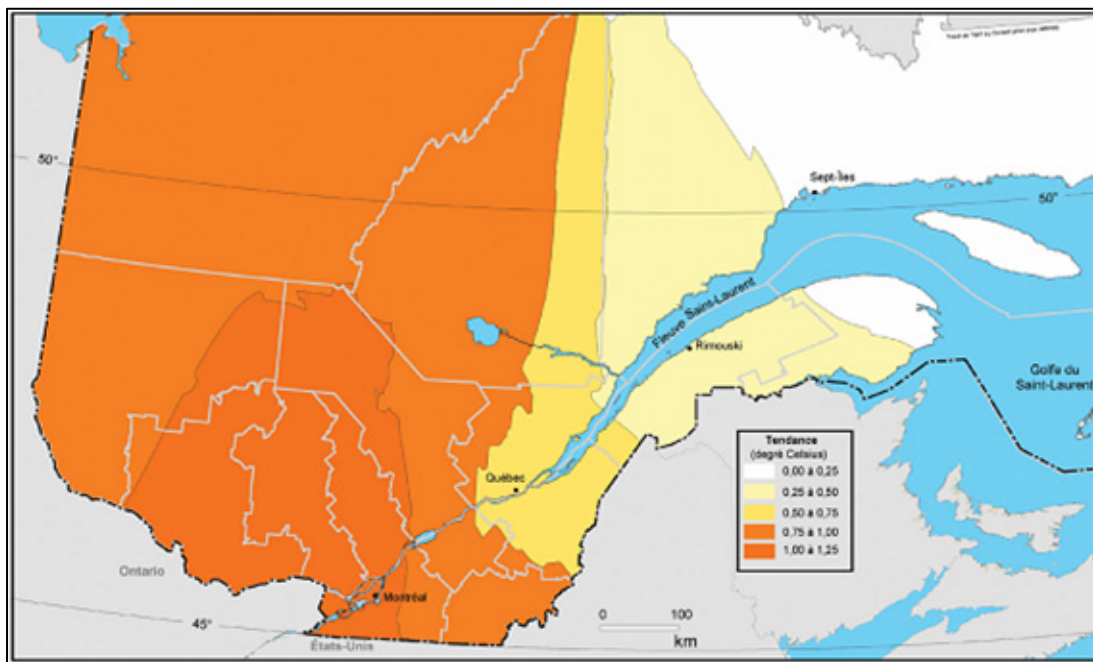 50°
Sept-Îles
50°
Fleuve Saint-Laurent
Rimouski
Golfe du
Saint-Laurent
Tendance
(degré Celsius)
0,00 à 0,25
0,25 à 0,50
0,50 à 0,75
0,75 à 1,00
1,00 à 1,25
Québec
Ontario
Montréal
0 100
km
45°
États-Unis